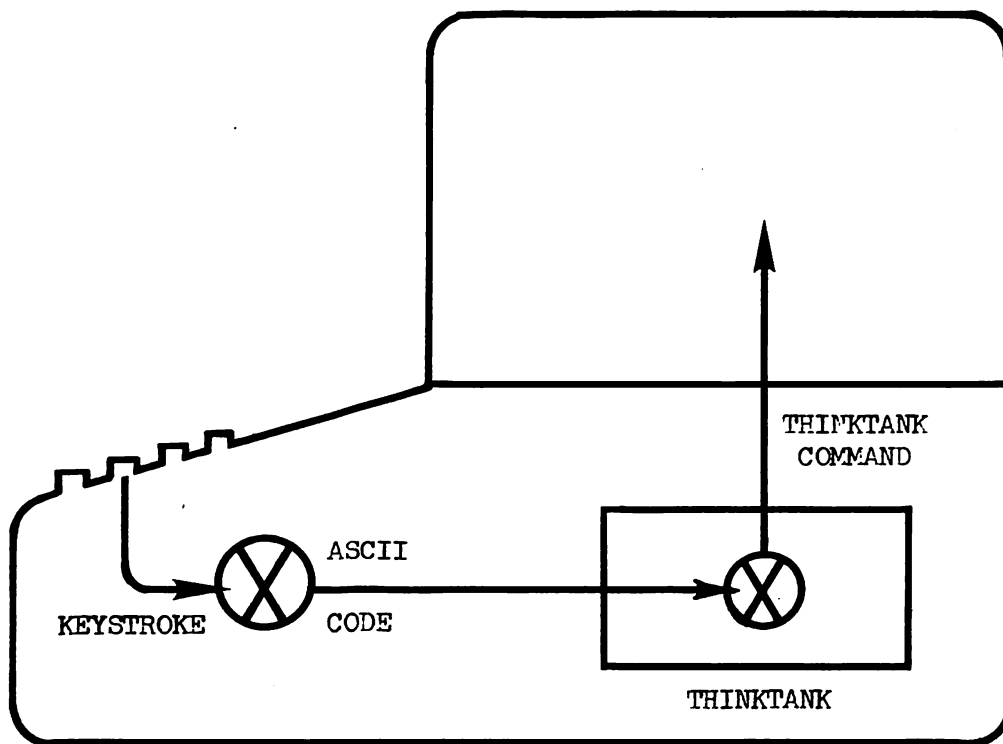 THINKTANK
COMMAND
ASCII
KEYSTROKE
CODE
THINKTANK